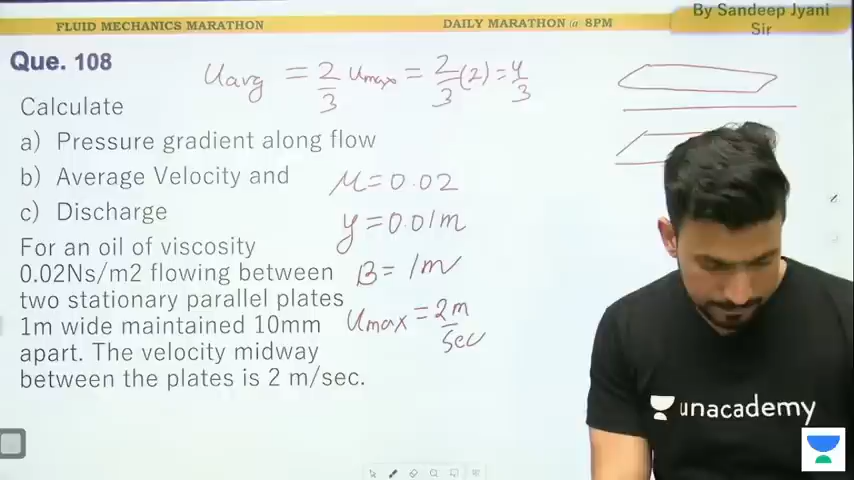 By Sandeep Jyani
Sir
FLUID MECHANICS MARATHON
DAILY MARATHON @ 8PM
Que. 108
Uavg = 2/3 Umax = 2/3 (2) = 4/3
Calculate
a) Pressure gradient along flow
b) Average Velocity and
c) Discharge
For an oil of viscosity
0.02Ns/m2 flowing between
two stationary parallel plates
1m wide maintained 10mm
apart. The velocity midway
between the plates is 2 m/sec.
μ = 0.02
y = 0.01m
B = 1m
Umax = 2m/sec
unacademy